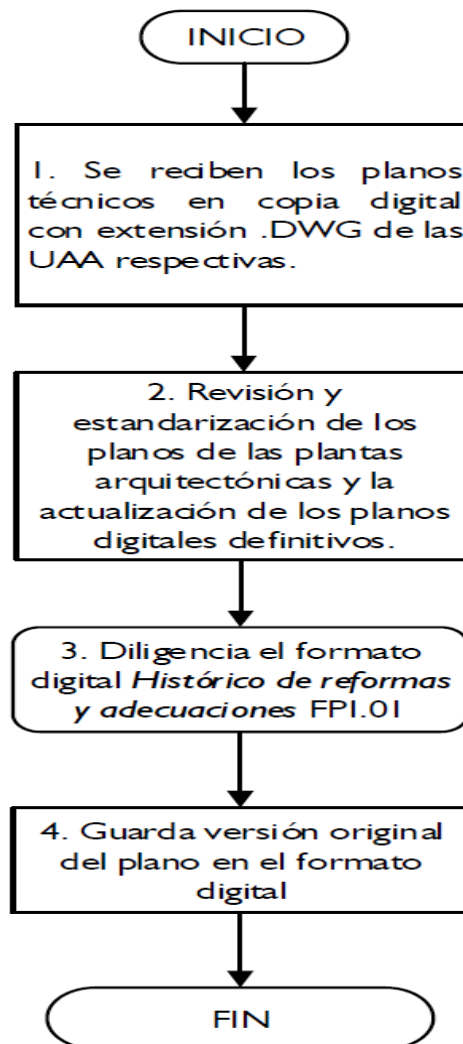 INICIO
1. Se reciben los planos
técnicos en copia digital
con extensión .DWG de las
UAA respectivas.
2. Revisión y
estandarización de los
planos de las plantas
arquitectónicas y la
actualización de los planos
digitales definitivos.
3. Diligencia el formato
digital Histórico de reformas
y adecuaciones FPI.01
4. Guarda versión original
del plano en el formato
digital
FIN